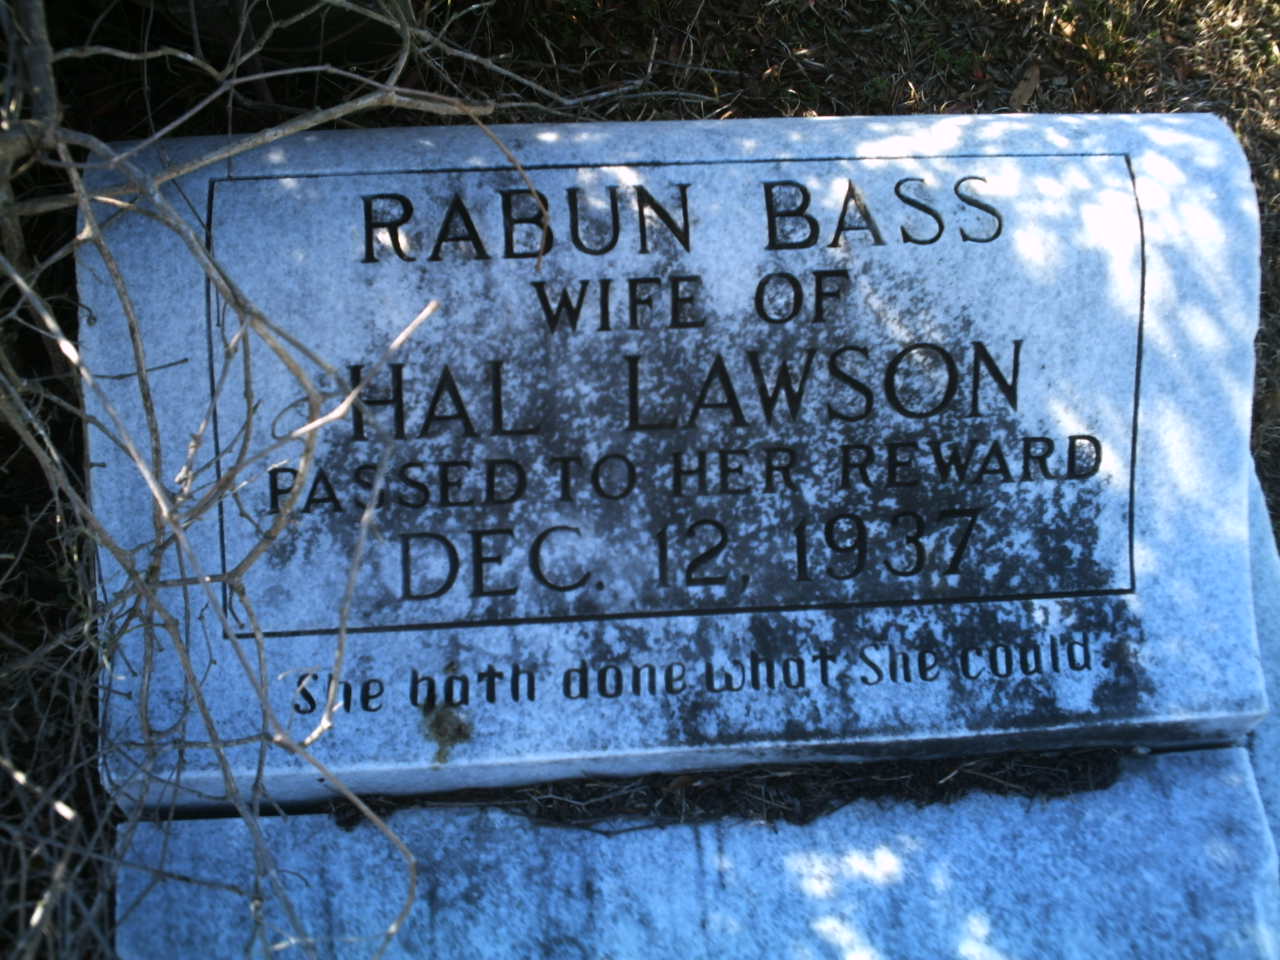 RABUN BASS
WIFE OF
HAL LAWSON
PASSED TO HER REWARD
DEC. 12, 1937
She hath done what She could.